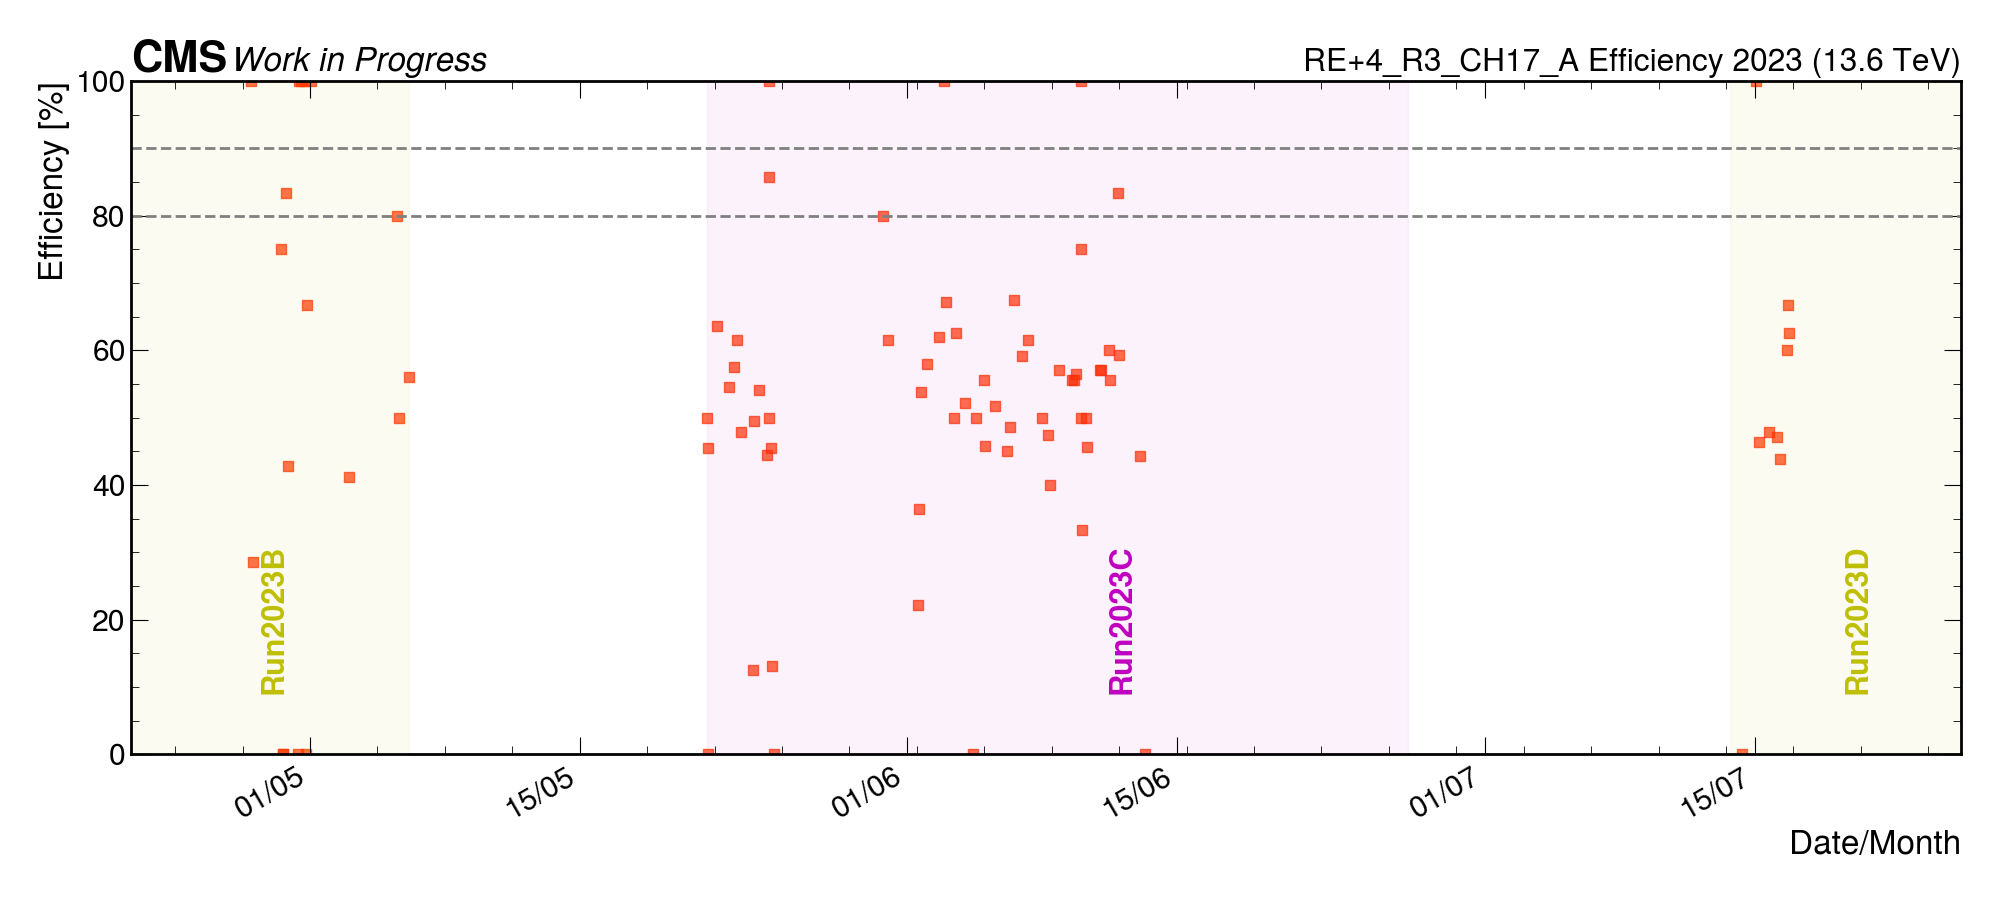 CMS Work in Progress
RE+4_R3_CH17_A Efficiency 2023 (13.6 TeV)
Efficiency [%]
100
80
60
40
20
0
Run2023B
Run2023C
Run2023D
01/05
15/05
01/06
15/06
01/07
15/07
Date/Month